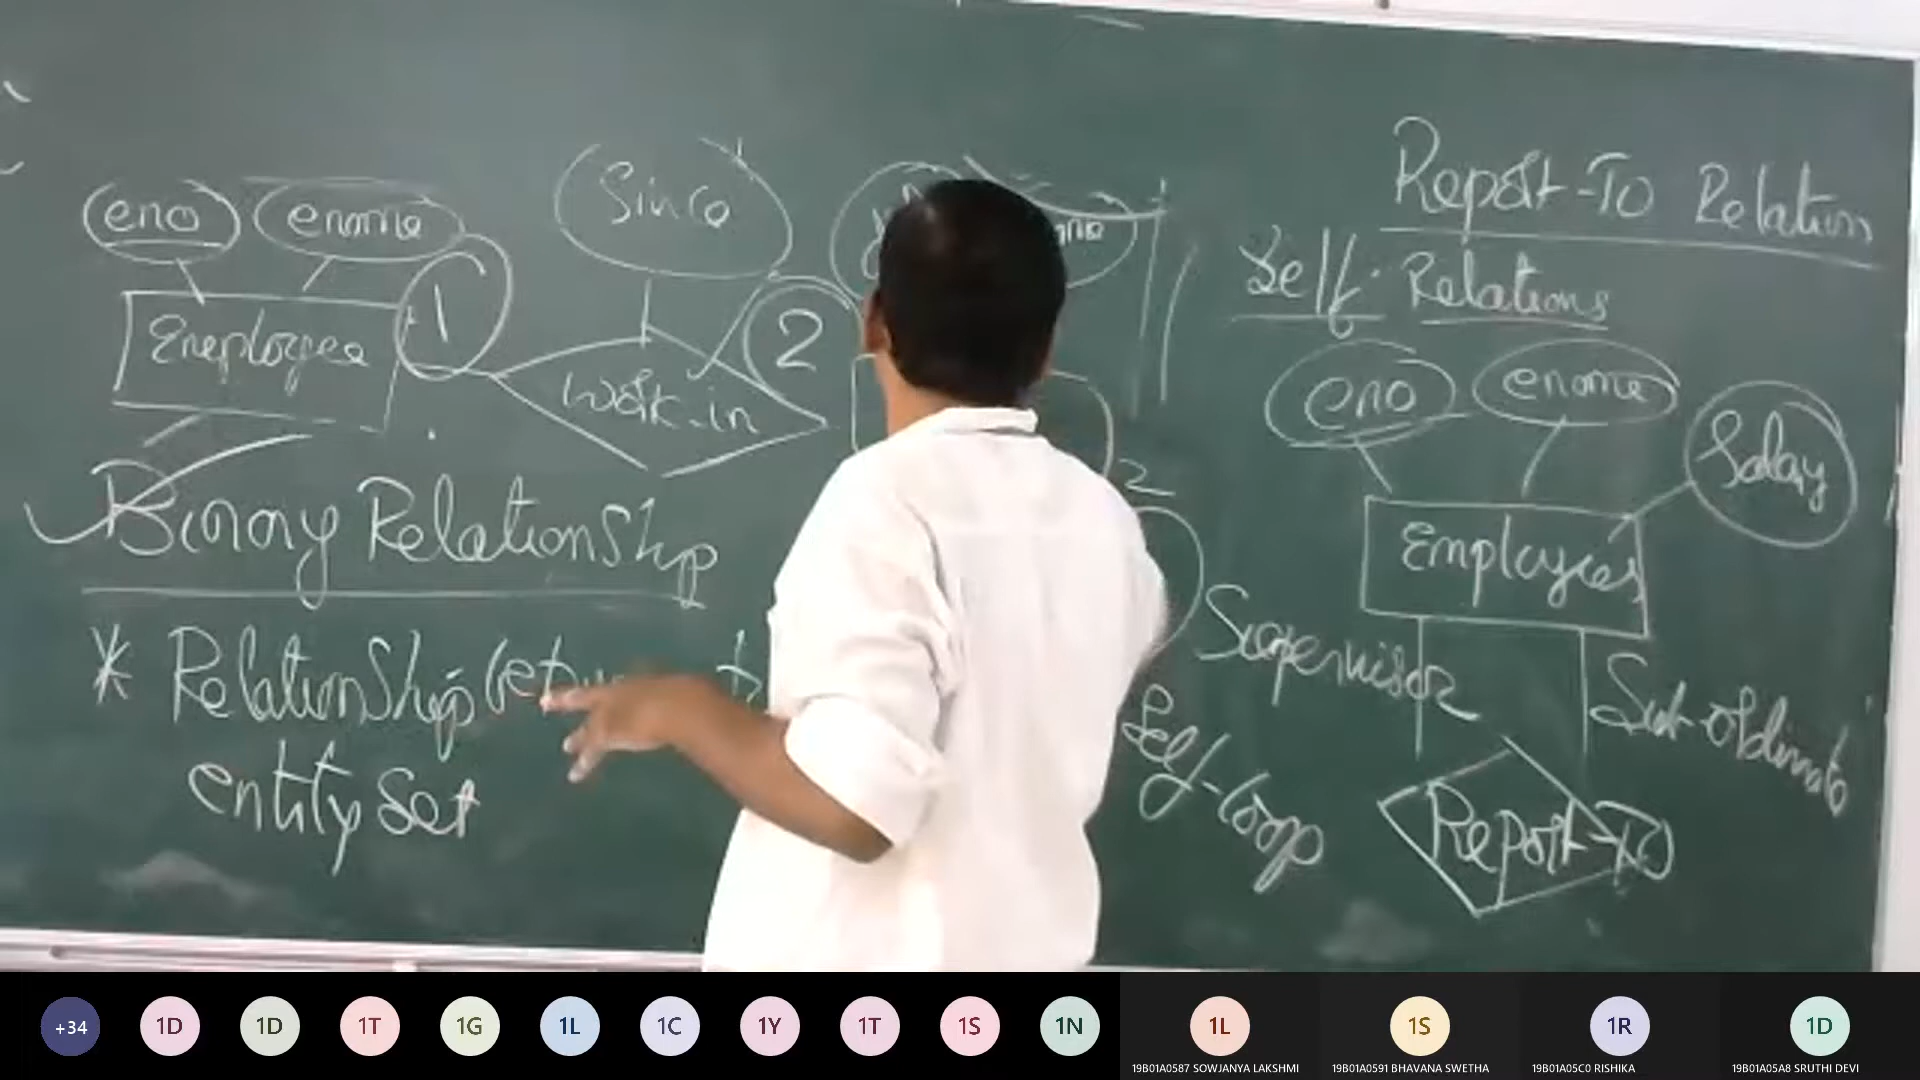 Report-To Relation
Self Relations
eno
ename
Since
Employee
1
Work-in
2
Binary Relationship
* Relationship
entity set
2
eno
ename
Salary
Employees
Supervisor
Sub-ordinate
Self-loop
Report-To
+34
1D
1D
1T
1G
1L
1C
1Y
1T
1S
1N
1L
1S
1R
1D
19B01A0587 SOWJANYA LAKSHMI
19B01A0591 BHAVANA SWETHA
19B01A05C0 RISHIKA
19B01A05A8 SRUTHI DEVI